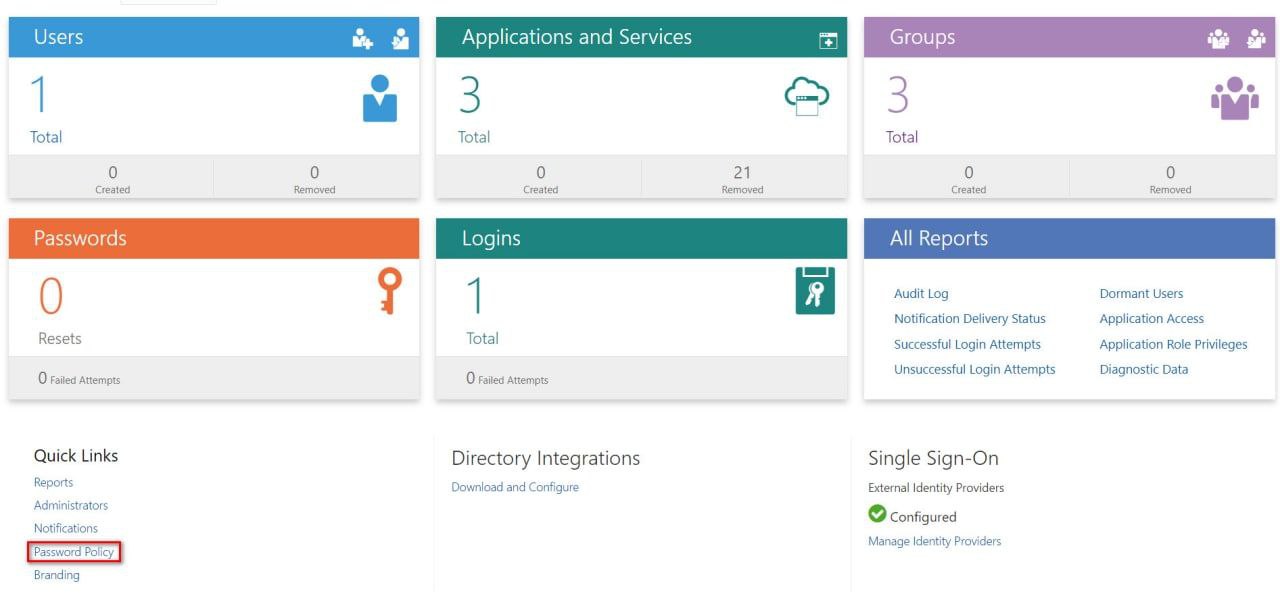 Users
1
Total
0
Created
0
Removed
Applications and Services
3
Total
0
Created
21
Removed
Groups
3
Total
0
Created
0
Removed
Passwords
0
Resets
0 Failed Attempts
Logins
1
Total
0 Failed Attempts
All Reports
Audit Log
Notification Delivery Status
Successful Login Attempts
Unsuccessful Login Attempts
Dormant Users
Application Access
Application Role Privileges
Diagnostic Data
Quick Links
Reports
Administrators
Notifications
Password Policy
Branding
Directory Integrations
Download and Configure
Single Sign-On
External Identity Providers
Configured
Manage Identity Providers